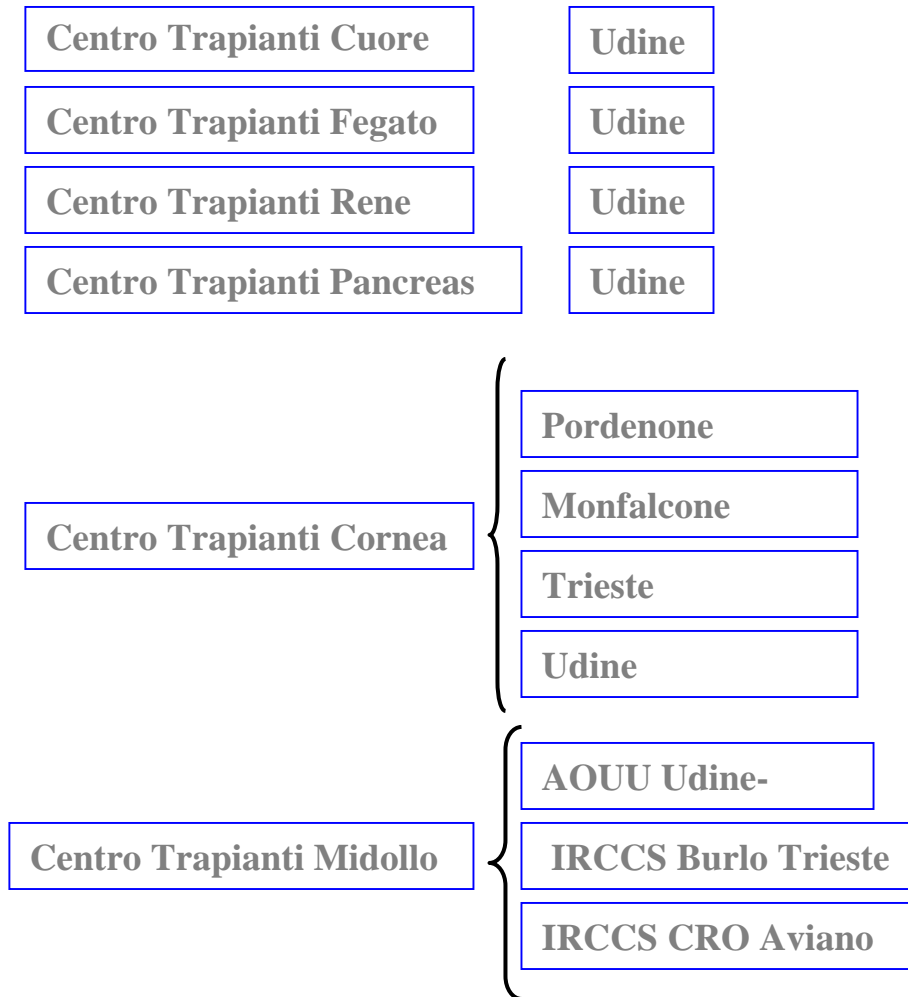 Centro Trapianti Cuore Udine
Centro Trapianti Fegato Udine
Centro Trapianti Rene Udine
Centro Trapianti Pancreas Udine
Centro Trapianti Cornea
Pordenone
Monfalcone
Trieste
Udine
Centro Trapianti Midollo
AOUU Udine-
IRCCS Burlo Trieste
IRCCS CRO Aviano